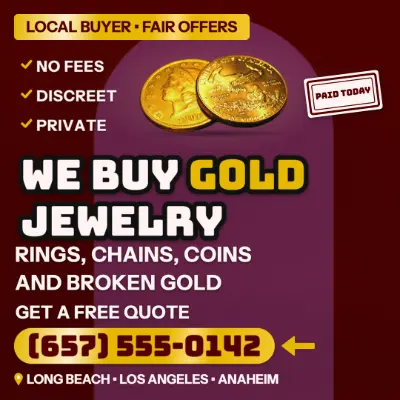 LOCAL BUYER • FAIR OFFERS
NO FEES
DISCREET
PRIVATE
PAID TODAY
WE BUY GOLD
JEWELRY
RINGS, CHAINS, COINS
AND BROKEN GOLD
GET A FREE QUOTE
(657) 555-0142
LONG BEACH • LOS ANGELES • ANAHEIM